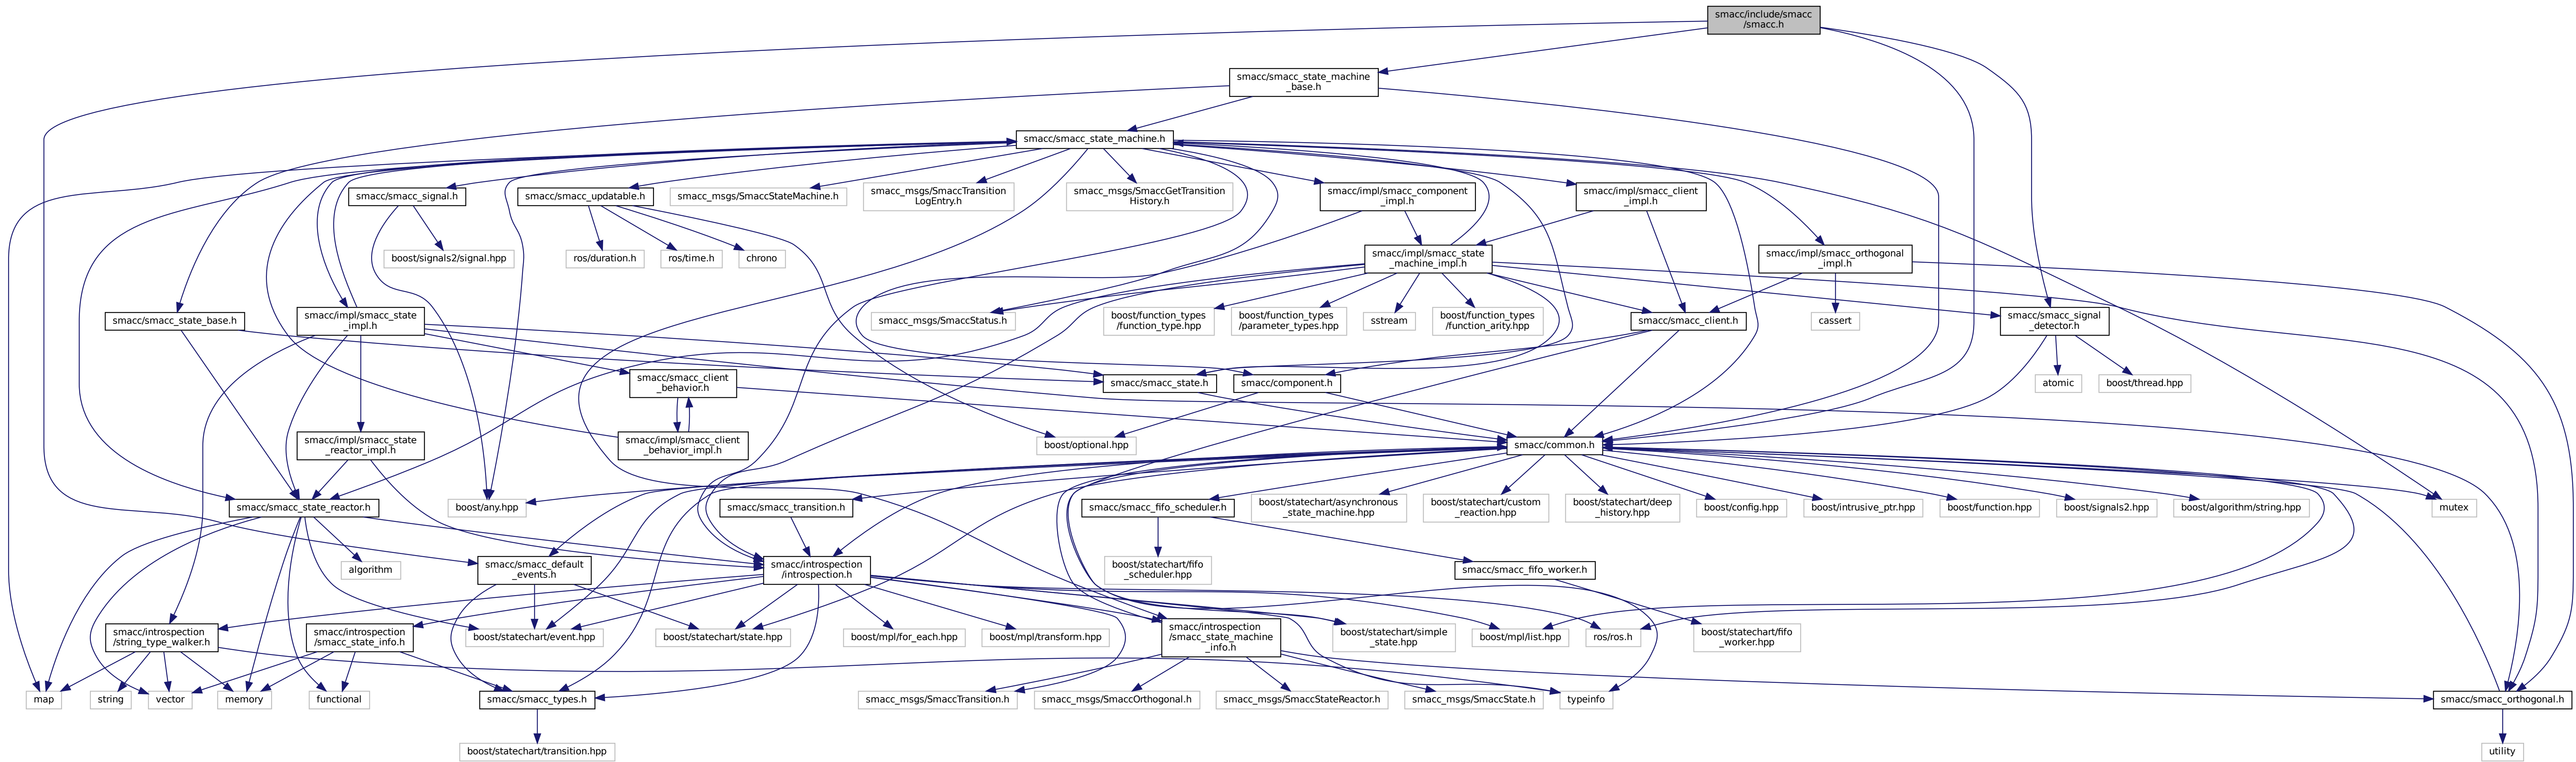 smacc/include/smacc
/smacc.h
smacc/smacc_state_machine
_base.h
smacc/smacc_state_machine.h
smacc/smacc_signal.h
smacc/smacc_updatable.h
smacc_msgs/SmaccStateMachine.h
smacc_msgs/SmaccTransition
LogEntry.h
smacc_msgs/SmaccGetTransition
History.h
smacc/impl/smacc_component
_impl.h
smacc/impl/smacc_client
_impl.h
boost/signals2/signal.hpp
ros/duration.h
ros/time.h
chrono
smacc/impl/smacc_state
_machine_impl.h
smacc/impl/smacc_orthogonal
_impl.h
smacc/smacc_state_base.h
smacc/impl/smacc_state
_impl.h
smacc_msgs/SmaccStatus.h
boost/function_types
/function_type.hpp
boost/function_types
/parameter_types.hpp
sstream
boost/function_types
/function_arity.hpp
smacc/smacc_client.h
cassert
smacc/smacc_signal
_detector.h
smacc/smacc_client
_behavior.h
smacc/smacc_state.h
smacc/component.h
atomic
boost/thread.hpp
smacc/impl/smacc_state
_reactor_impl.h
smacc/impl/smacc_client
_behavior_impl.h
boost/optional.hpp
smacc/common.h
smacc/smacc_state_reactor.h
boost/any.hpp
smacc/smacc_transition.h
smacc/smacc_fifo_scheduler.h
boost/statechart/asynchronous
_state_machine.hpp
boost/statechart/custom
_reaction.hpp
boost/statechart/deep
_history.hpp
boost/config.hpp
boost/intrusive_ptr.hpp
boost/function.hpp
boost/signals2.hpp
boost/algorithm/string.hpp
mutex
algorithm
smacc/smacc_default
_events.h
smacc/introspection
/introspection.h
boost/statechart/fifo
_scheduler.hpp
smacc/smacc_fifo_worker.h
smacc/introspection
/string_type_walker.h
smacc/introspection
/smacc_state_info.h
boost/statechart/event.hpp
boost/statechart/state.hpp
boost/mpl/for_each.hpp
boost/mpl/transform.hpp
smacc/introspection
/smacc_state_machine
_info.h
boost/statechart/simple
_state.hpp
boost/mpl/list.hpp
ros/ros.h
boost/statechart/fifo
_worker.hpp
map
string
vector
memory
functional
smacc/smacc_types.h
smacc_msgs/SmaccTransition.h
smacc_msgs/SmaccOrthogonal.h
smacc_msgs/SmaccStateReactor.h
smacc_msgs/SmaccState.h
typeinfo
smacc/smacc_orthogonal.h
boost/statechart/transition.hpp
utility